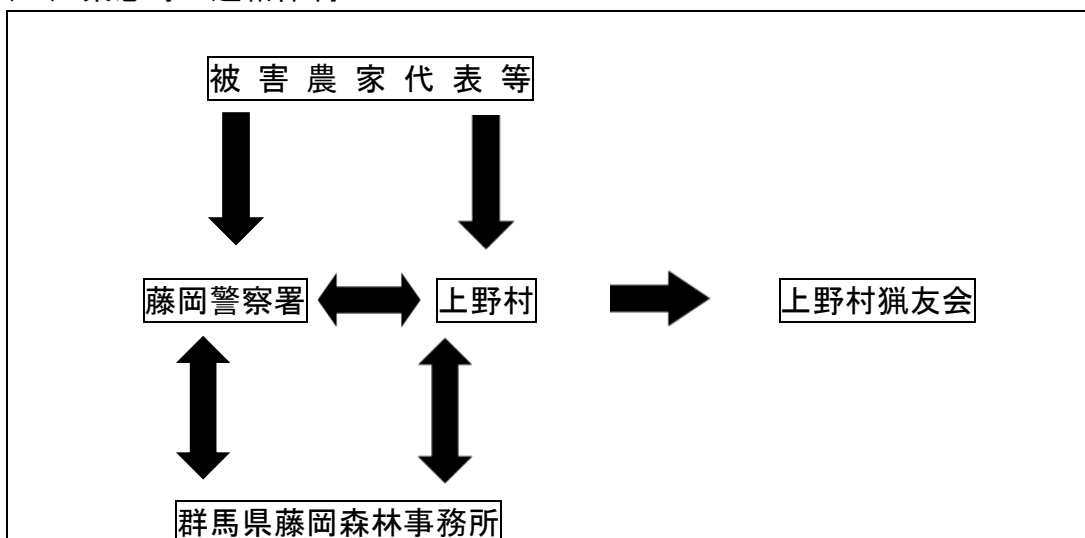 被 害 農 家 代 表 等
藤岡警察署
上野村
上野村猟友会
群馬県藤岡森林事務所